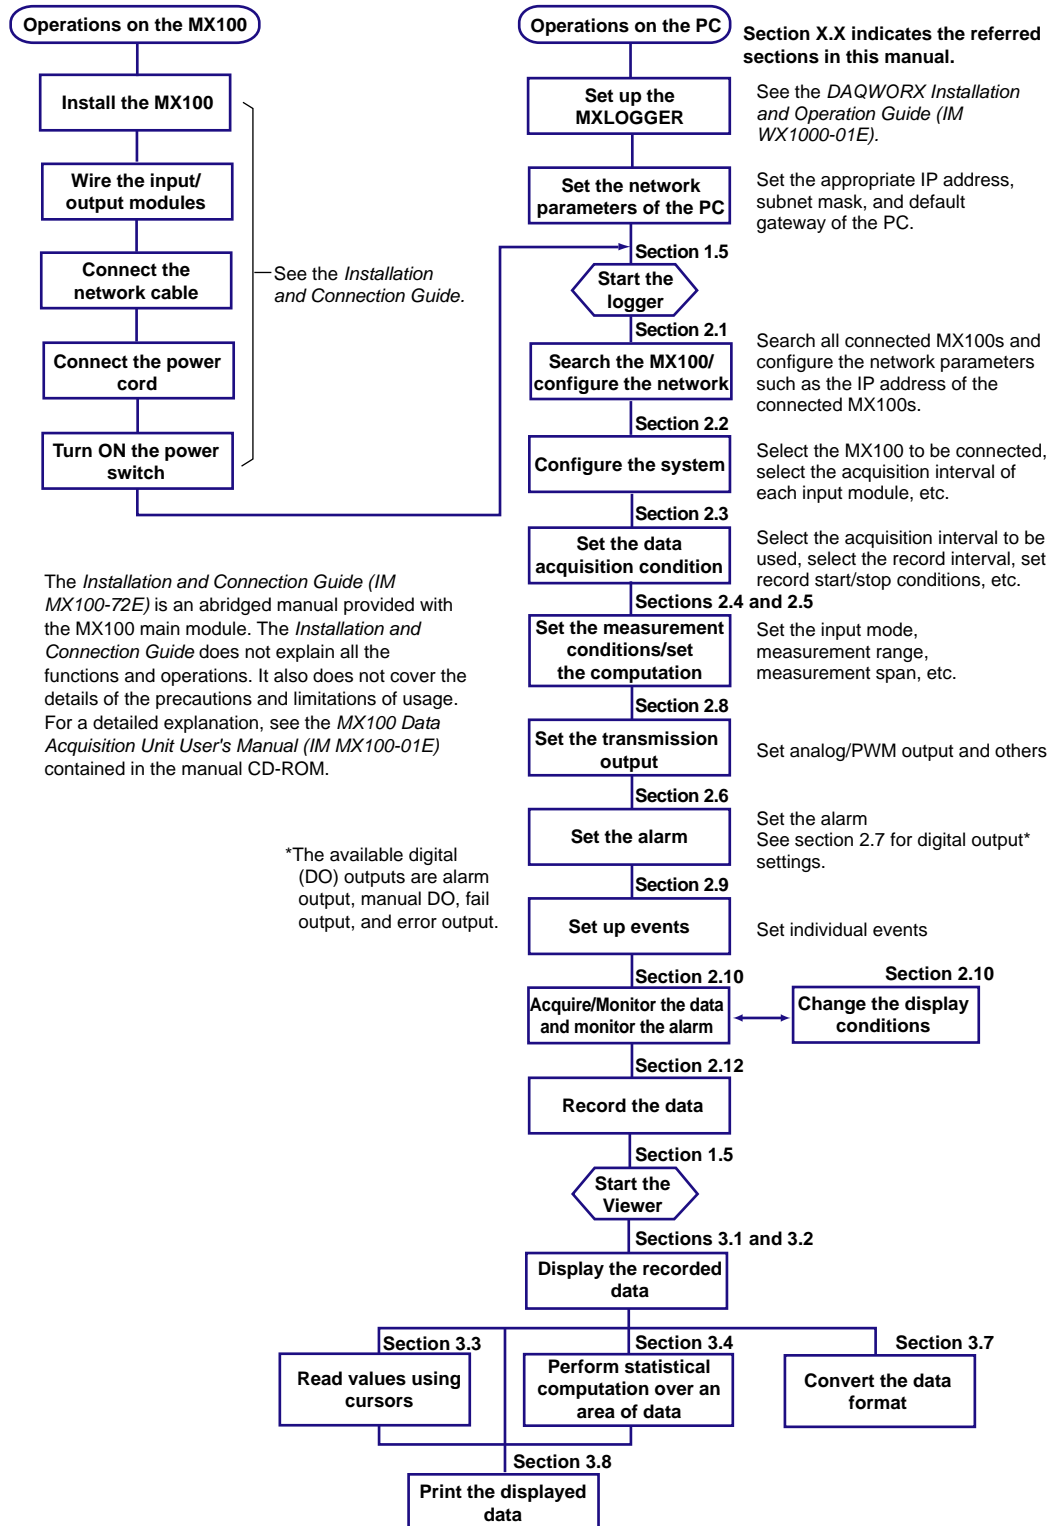 Operations on the MX100
Install the MX100
Wire the input/
output modules
Connect the
network cable
Connect the power
cord
Turn ON the power
switch
See the Installation
and Connection Guide.
The Installation and Connection Guide (IM
MX100-72E) is an abridged manual provided with
the MX100 main module. The Installation and
Connection Guide does not explain all the
functions and operations. It also does not cover the
details of the precautions and limitations of usage.
For a detailed explanation, see the MX100 Data
Acquisition Unit User's Manual (IM MX100-01E)
contained in the manual CD-ROM.
*The available digital
(DO) outputs are alarm
output, manual DO, fail
output, and error output.
Operations on the PC
Section X.X indicates the referred
sections in this manual.
Set up the
MXLOGGER
See the DAQWORX Installation
and Operation Guide (IM
WX1000-01E).
Set the network
parameters of the PC
Set the appropriate IP address,
subnet mask, and default
gateway of the PC.
Section 1.5
Start the
logger
Section 2.1
Search the MX100/
configure the network
Search all connected MX100s and
configure the network parameters
such as the IP address of the
connected MX100s.
Section 2.2
Configure the system
Select the MX100 to be connected,
select the acquisition interval of
each input module, etc.
Section 2.3
Set the data
acquisition condition
Select the acquisition interval to be
used, select the record interval, set
record start/stop conditions, etc.
Sections 2.4 and 2.5
Set the measurement
conditions/set
the computation
Set the input mode,
measurement range,
measurement span, etc.
Section 2.8
Set the transmission
output
Set analog/PWM output and others
Section 2.6
Set the alarm
Set the alarm
See section 2.7 for digital output*
settings.
Section 2.9
Set up events
Set individual events
Section 2.10
Acquire/Monitor the data
and monitor the alarm
Section 2.10
Change the display
conditions
Section 2.12
Record the data
Section 1.5
Start the
Viewer
Sections 3.1 and 3.2
Display the recorded
data
Section 3.3
Read values using
cursors
Section 3.4
Perform statistical
computation over an
area of data
Section 3.7
Convert the data
format
Section 3.8
Print the displayed
data